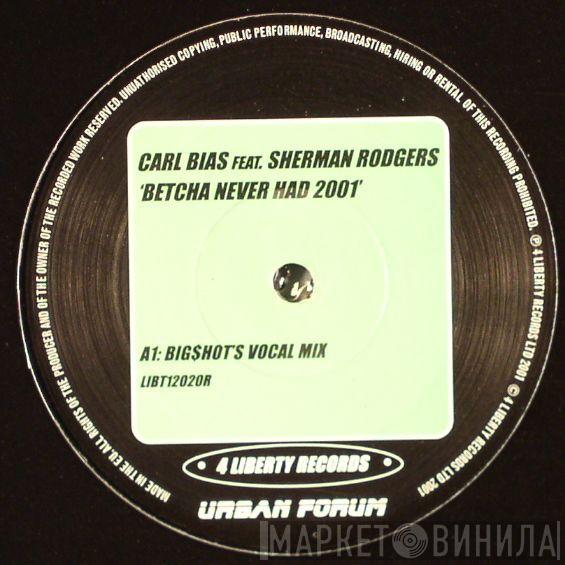 MADE IN THE EU. ALL RIGHTS OF THE PRODUCER AND OF THE OWNER OF THE RECORDED WORK RESERVED. UNAUTHORISED COPYING, PUBLIC PERFORMANCE, BROADCASTING, HIRING OR RENTAL OF THIS RECORDING PROHIBITED. ℗ 4 LIBERTY RECORDS LTD 2001 © 4 LIBERTY RECORDS LTD 2001
CARL BIAS FEAT. SHERMAN RODGERS
'BETCHA NEVER HAD 2001'
A1: BIG$HOT'S VOCAL MIX
LIBT12020R
• 4 LIBERTY RECORDS •
URBAN FORUM
МАРКЕТ ВИНИЛА